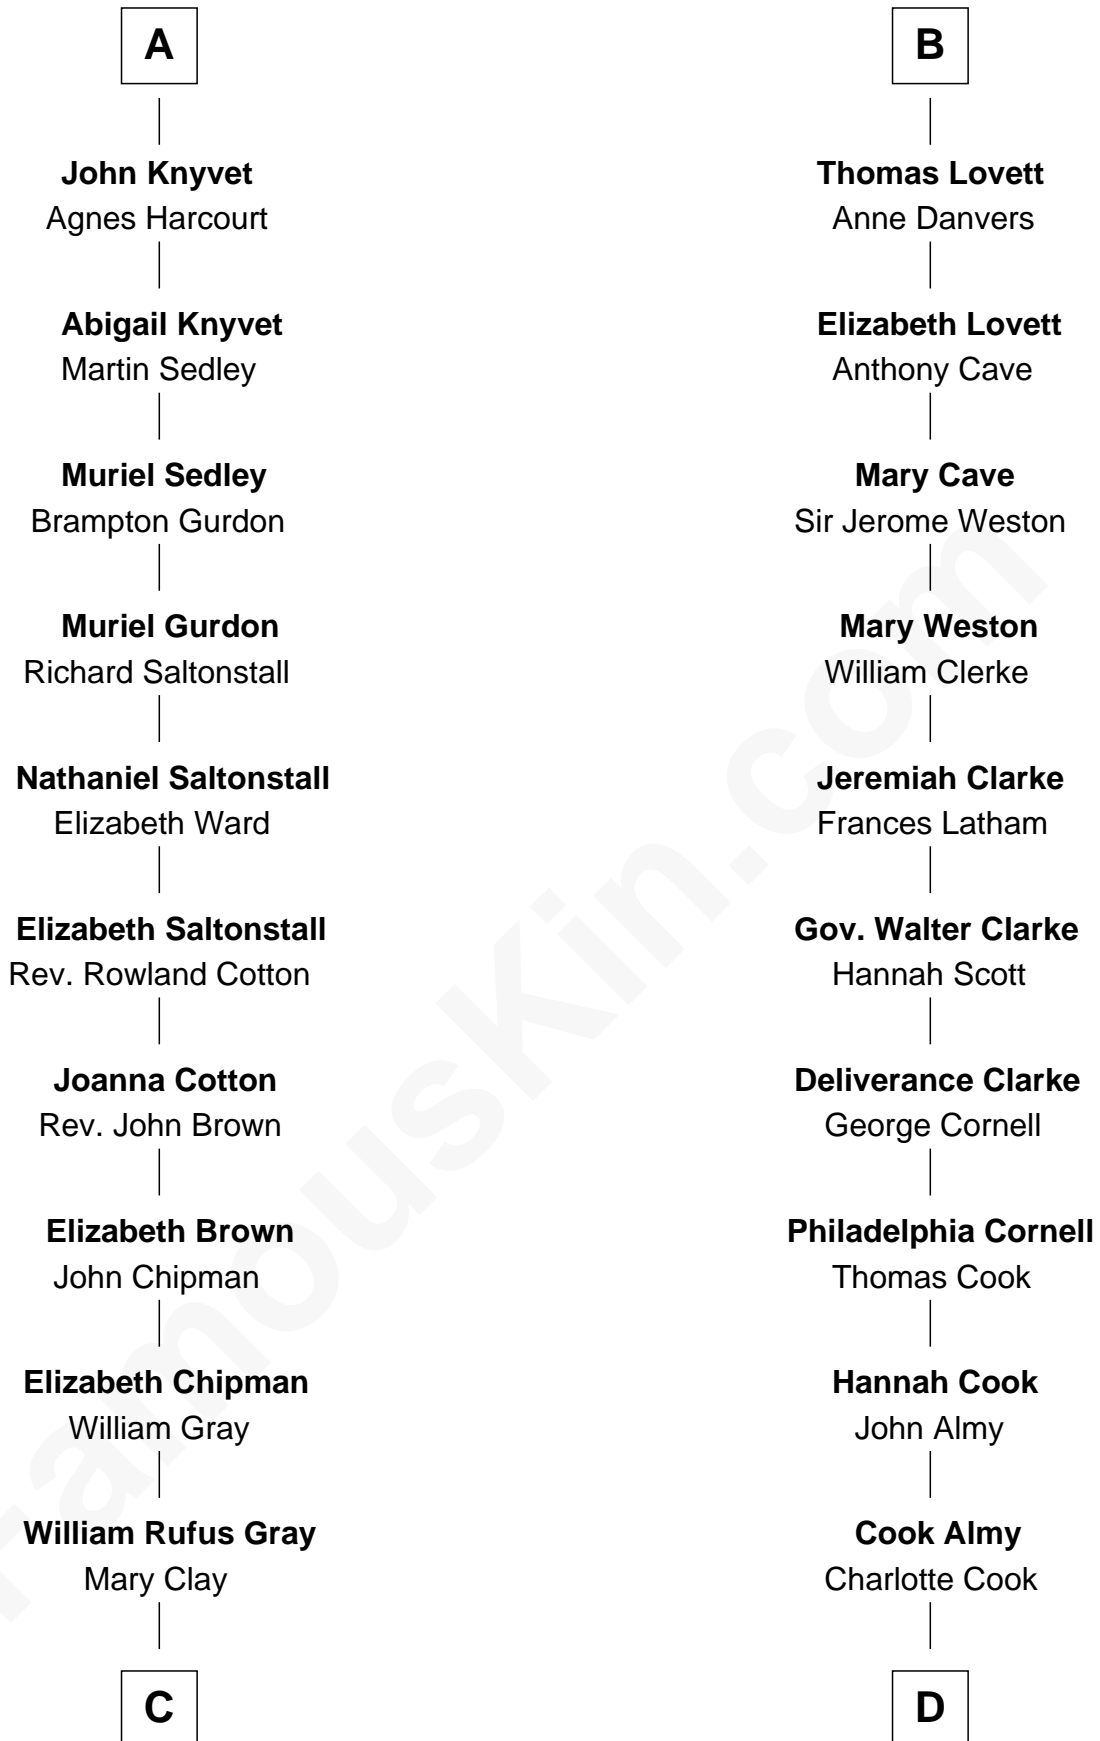 A
John Knyvet
Agnes Harcourt
Abigail Knyvet
Martin Sedley
Muriel Sedley
Brampton Gurdon
Muriel Gurdon
Richard Saltonstall
Nathaniel Saltonstall
Elizabeth Ward
Elizabeth Saltonstall
Rev. Rowland Cotton
Joanna Cotton
Rev. John Brown
Elizabeth Brown
John Chipman
Elizabeth Chipman
William Gray
William Rufus Gray
Mary Clay
C
B
Thomas Lovett
Anne Danvers
Elizabeth Lovett
Anthony Cave
Mary Cave
Sir Jerome Weston
Mary Weston
William Clerke
Jeremiah Clarke
Frances Latham
Gov. Walter Clarke
Hannah Scott
Deliverance Clarke
George Cornell
Philadelphia Cornell
Thomas Cook
Hannah Cook
John Almy
Cook Almy
Charlotte Cook
D
FamousKin.com